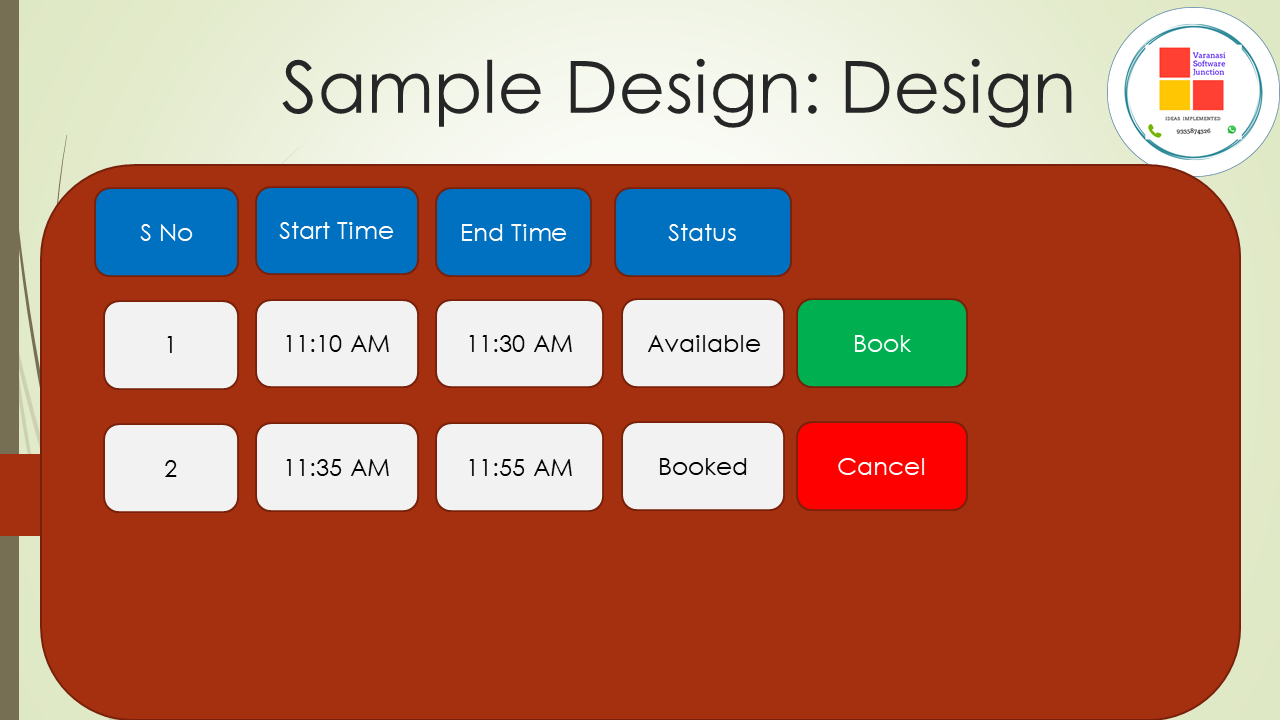 Sample Design: Design
Varanasi
Software
Junction
IDEAS IMPLEMENTED
9335874326
S No
Start Time
End Time
Status
1
11:10 AM
11:30 AM
Available
Book
2
11:35 AM
11:55 AM
Booked
Cancel